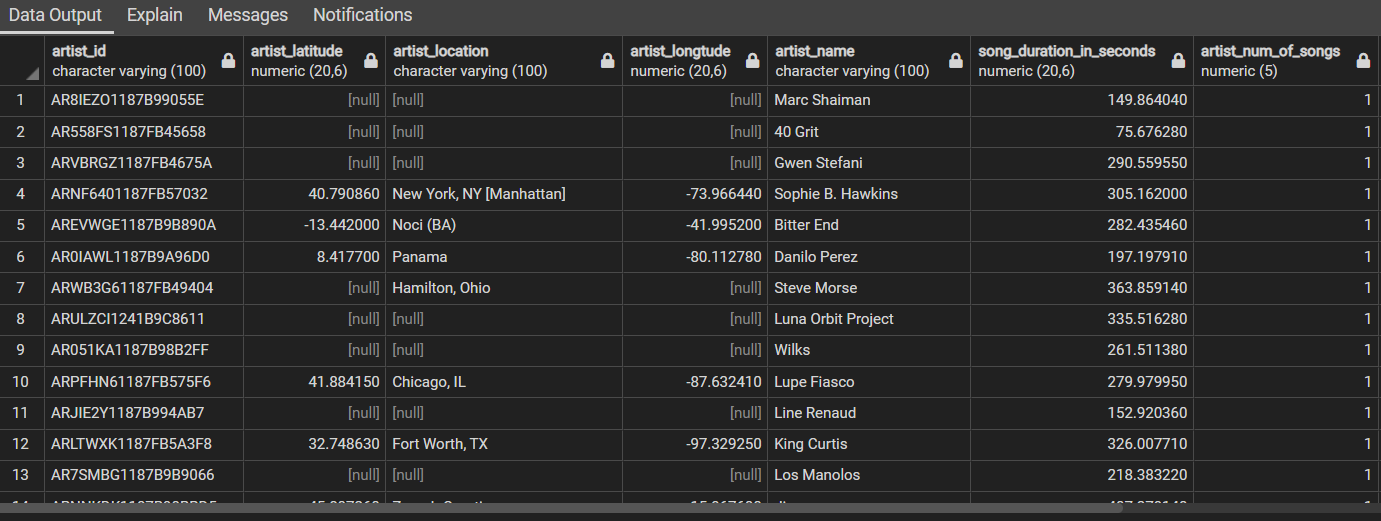 Data Output Explain Messages Notifications
artist_id artist_latitude artist_location artist_longtude artist_name song_duration_in_seconds artist_num_of_songs
character varying (100) numeric (20,6) character varying (100) numeric (20,6) character varying (100) numeric (20,6) numeric (5)
1 AR8IEZO1187B99055E [null] [null] [null] Marc Shaiman 149.864040 1
2 AR558FS1187FB45658 [null] [null] [null] 40 Grit 75.676280 1
3 ARVBRGZ1187FB4675A [null] [null] [null] Gwen Stefani 290.559550 1
4 ARNF6401187FB57032 40.790860 New York, NY [Manhattan] -73.966440 Sophie B. Hawkins 305.162000 1
5 AREVWGE1187B9B890A -13.442000 Noci (BA) -41.995200 Bitter End 282.435460 1
6 AR0IAWL1187B9A96D0 8.417700 Panama -80.112780 Danilo Perez 197.197910 1
7 ARWB3G61187FB49404 [null] Hamilton, Ohio [null] Steve Morse 363.859140 1
8 ARULZCI1241B9C8611 [null] [null] [null] Luna Orbit Project 335.516280 1
9 AR051KA1187B98B2FF [null] [null] [null] Wilks 261.511380 1
10 ARPFHN61187FB575F6 41.884150 Chicago, IL -87.632410 Lupe Fiasco 279.979950 1
11 ARJIE2Y1187B994AB7 [null] [null] [null] Line Renaud 152.920360 1
12 ARLTWXK1187FB5A3F8 32.748630 Fort Worth, TX -97.329250 King Curtis 326.007710 1
13 AR7SMBG1187B9B9066 [null] [null] [null] Los Manolos 218.383220 1